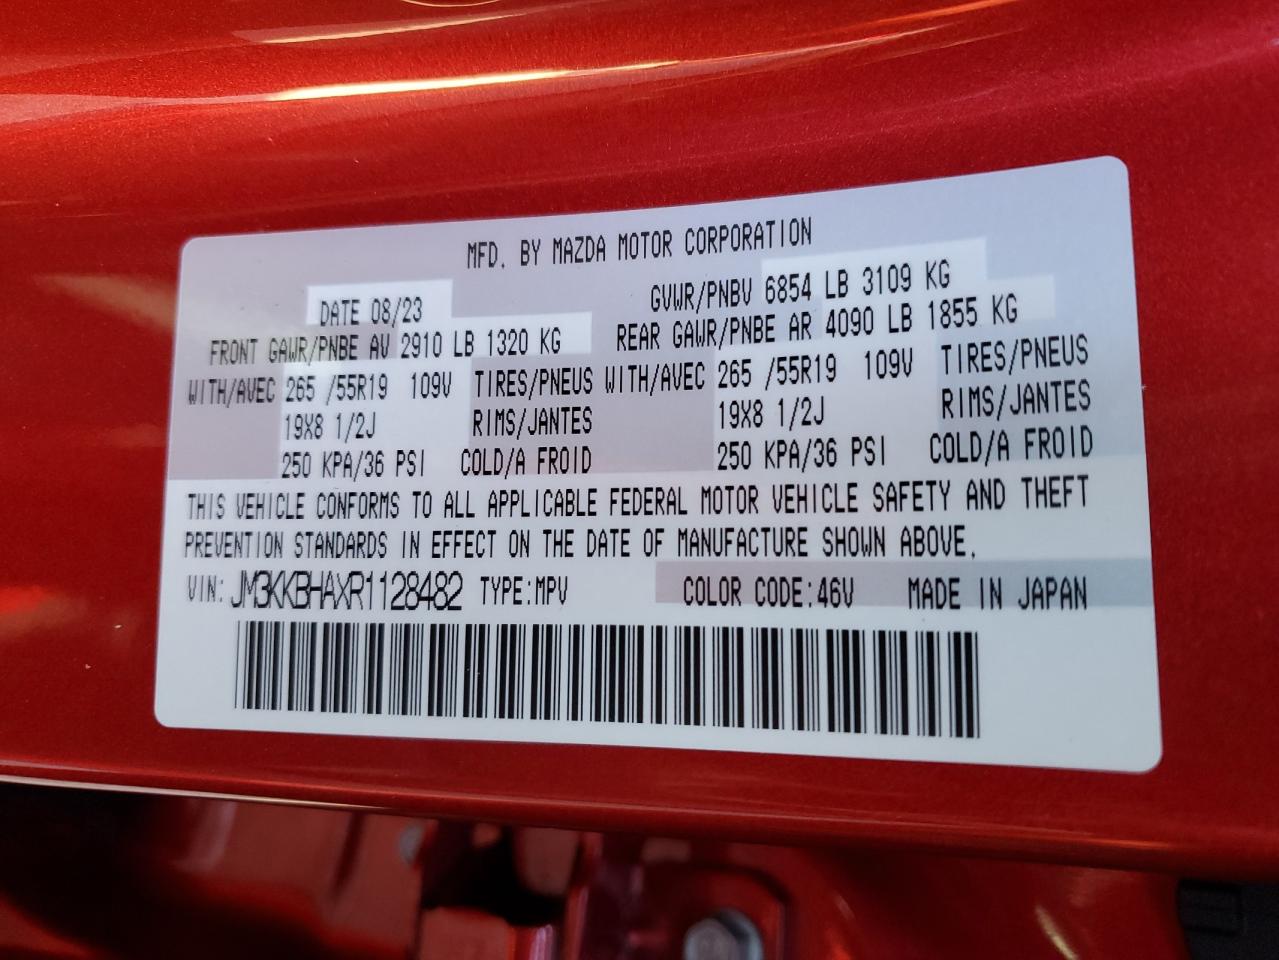 MFD. BY MAZDA MOTOR CORPORATION
DATE 08/23 GVWR/PNBV 6854 LB 3109 KG
FRONT GAWR/PNBE AV 2910 LB 1320 KG REAR GAWR/PNBE AR 4090 LB 1855 KG
WITH/AVEC 265 /55R19 109V TIRES/PNEUS WITH/AVEC 265 /55R19 109V TIRES/PNEUS
19X8 1/2J RIMS/JANTES 19X8 1/2J RIMS/JANTES
250 KPA/36 PSI COLD/A FROID 250 KPA/36 PSI COLD/A FROID
THIS VEHICLE CONFORMS TO ALL APPLICABLE FEDERAL MOTOR VEHICLE SAFETY AND THEFT
PREVENTION STANDARDS IN EFFECT ON THE DATE OF MANUFACTURE SHOWN ABOVE.
VIN: JM3KKBHAXR1128482 TYPE:MPV COLOR CODE:46V MADE IN JAPAN